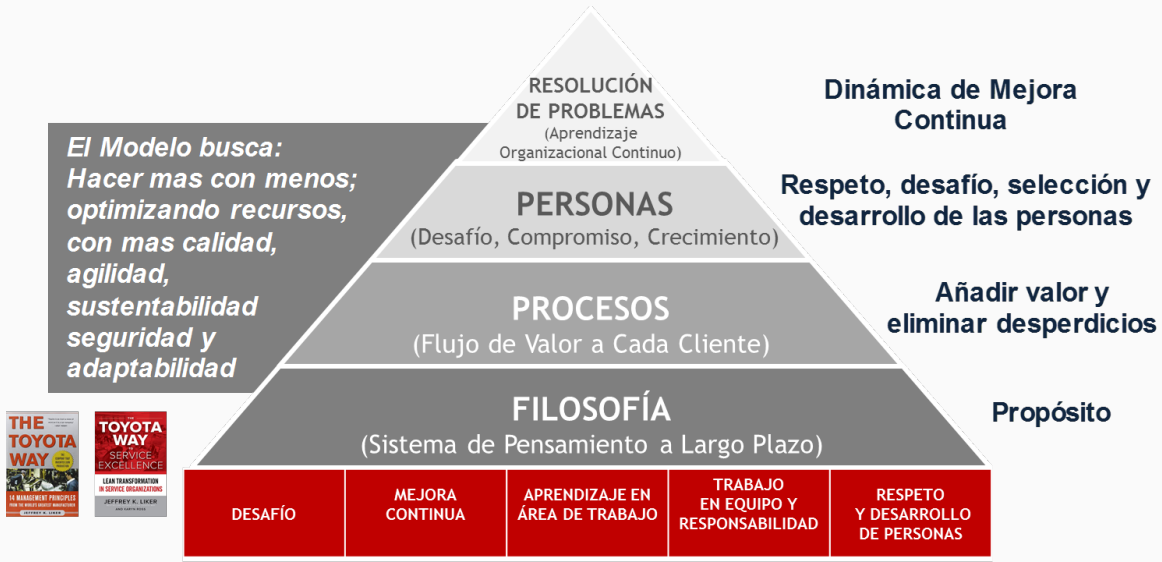 RESOLUCIÓN
DE PROBLEMAS
(Aprendizaje
Organizacional Continuo)
Dinámica de Mejora
Continua
El Modelo busca:
Hacer mas con menos;
optimizando recursos,
con mas calidad,
agilidad,
sustentabilidad
seguridad y
adaptabilidad
PERSONAS
(Desafío, Compromiso, Crecimiento)
Respeto, desafío, selección y
desarrollo de las personas
PROCESOS
(Flujo de Valor a Cada Cliente)
Añadir valor y
eliminar desperdicios
FILOSOFÍA
(Sistema de Pensamiento a Largo Plazo)
Propósito
THE
TOYOTA
WAY
14 MANAGEMENT PRINCIPLES
FROM THE WORLD'S GREATEST MANUFACTURER
JEFFREY K. LIKER
THE
TOYOTA
WAY
SERVICE
EXCELLENCE
LEAN TRANSFORMATION
IN SERVICE ORGANIZATIONS
JEFFREY K. LIKER
DESAFÍO
MEJORA
CONTINUA
APRENDIZAJE EN
ÁREA DE TRABAJO
TRABAJO
EN EQUIPO Y
RESPONSABILIDAD
RESPETO
Y DESARROLLO
DE PERSONAS